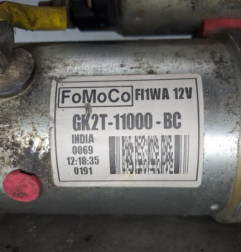 FoMoCo FI1WA 12V
GK2T-11000-BC
INDIA
0069
12:18:35
0191